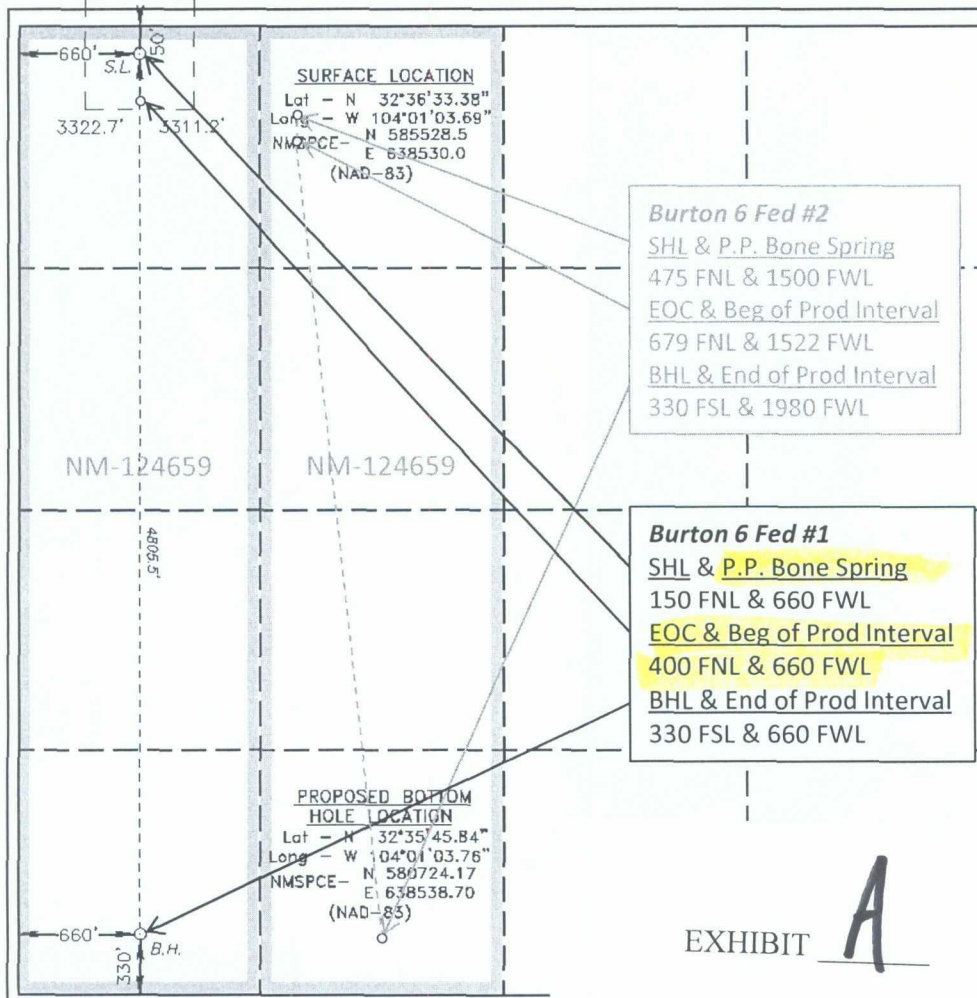 660'
50'
S.L.
3322.7'
3311.2'
SURFACE LOCATION
Lat - N 32°36'33.38"
Long - W 104°01'03.69"
NMSPCE- N 585528.5
E 638530.0
(NAD-83)
Burton 6 Fed #2
SHL & P.P. Bone Spring
475 FNL & 1500 FWL
EOC & Beg of Prod Interval
679 FNL & 1522 FWL
BHL & End of Prod Interval
330 FSL & 1980 FWL
NM-124659
NM-124659
4805.5'
Burton 6 Fed #1
SHL & P.P. Bone Spring
150 FNL & 660 FWL
EOC & Beg of Prod Interval
400 FNL & 660 FWL
BHL & End of Prod Interval
330 FSL & 660 FWL
PROPOSED BOTTOM
HOLE LOCATION
Lat - N 32°35'45.84"
Long - W 104°01'03.76"
NMSPCE- N 580724.17
E 638538.70
(NAD-83)
660'
B.H.
330'
EXHIBIT A